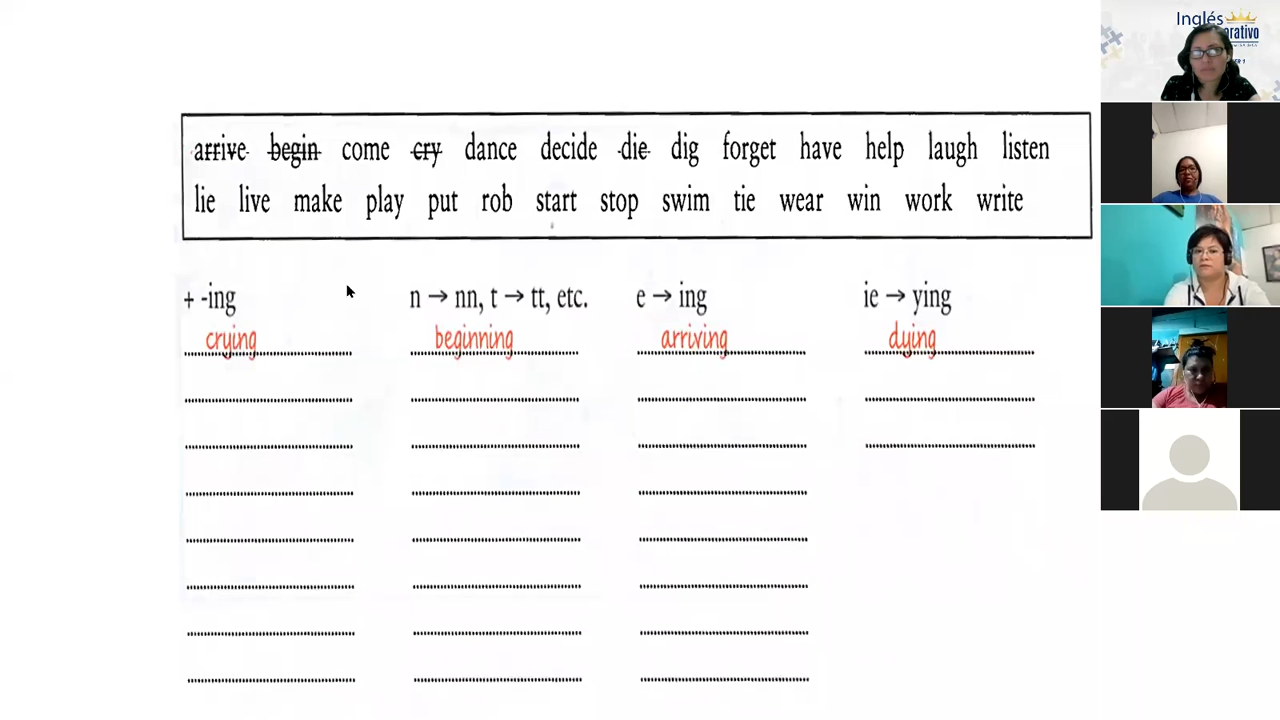 Inglés
arrive begin come cry dance decide die dig forget have help laugh listen
lie live make play put rob start stop swim tie wear win work write
+ -ing n → nn, t → tt, etc. e → ing ie → ying
crying beginning arriving dying